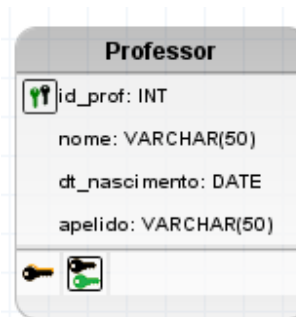 Professor
id_prof: INT
nome: VARCHAR(50)
dt_nascimento: DATE
apelido: VARCHAR(50)